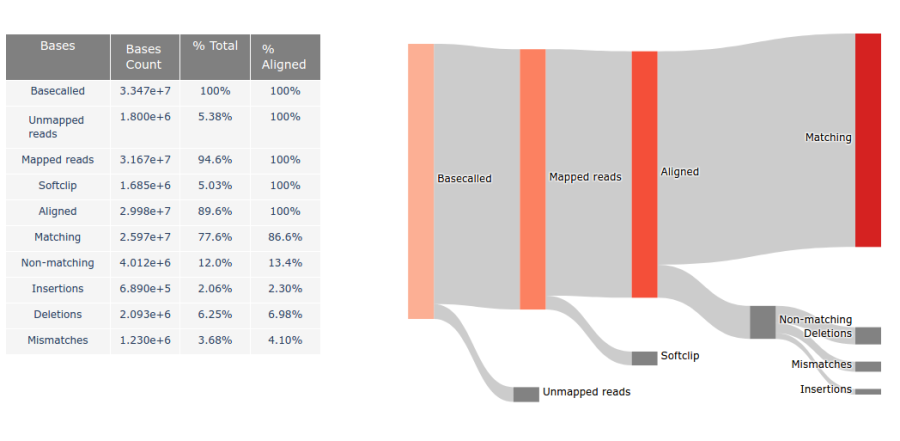 Bases Bases Count % Total % Aligned
Basecalled 3.347e+7 100% 100%
Unmapped reads 1.800e+6 5.38% 100%
Mapped reads 3.167e+7 94.6% 100%
Softclip 1.685e+6 5.03% 100%
Aligned 2.998e+7 89.6% 100%
Matching 2.597e+7 77.6% 86.6%
Non-matching 4.012e+6 12.0% 13.4%
Insertions 6.890e+5 2.06% 2.30%
Deletions 2.093e+6 6.25% 6.98%
Mismatches 1.230e+6 3.68% 4.10%
Matching
Basecalled
Mapped reads
Aligned
Non-matching
Deletions
Softclip
Mismatches
Insertions
Unmapped reads